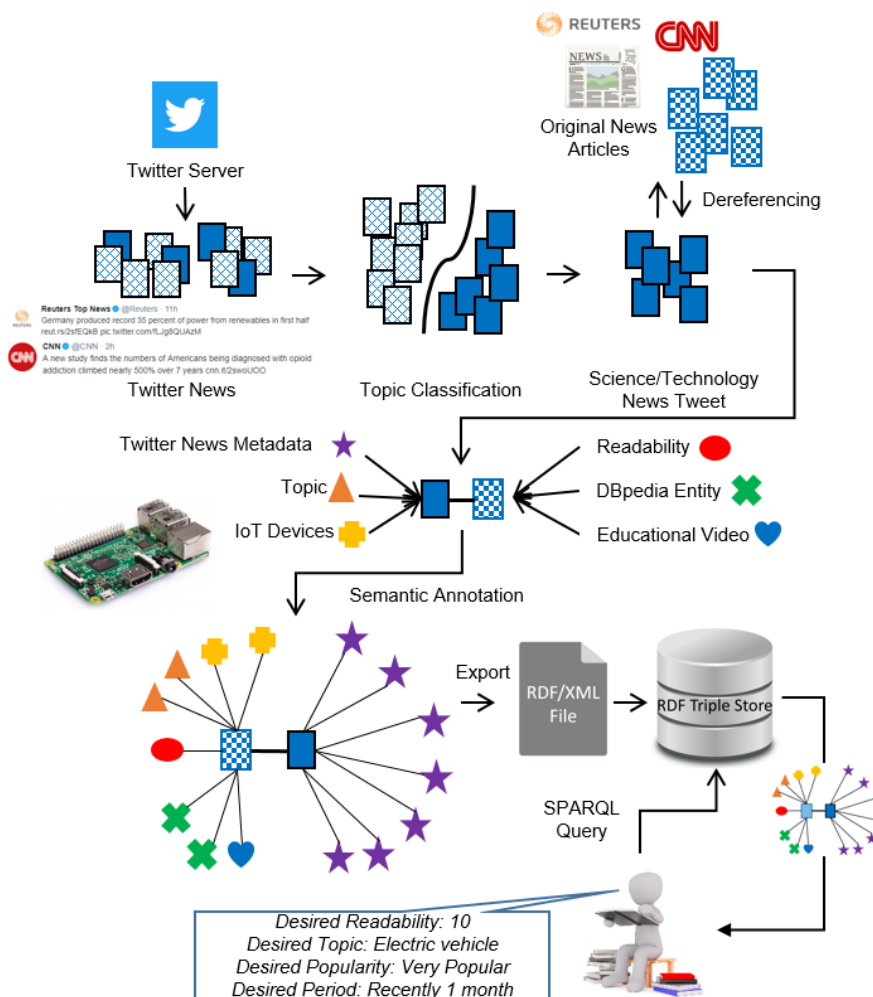 REUTERS
CNN
NEWS
Original News
Articles
Twitter Server
Dereferencing
Reuters Top News @Reuters · 11h
Germany produced record 35 percent of power from renewables in first half
reut.rs/2sfEQkB pic twitter.com/fLJg8QUAzM
REUTERS
CNN
CNN @CNN · 2h
A new study finds the numbers of Americans being diagnosed with opioid
addiction climbed nearly 500% over 7 years cnn.it/2swoUOO
Twitter News
Topic Classification
Science/Technology
News Tweet
Twitter News Metadata
Topic
IoT Devices
Readability
DBpedia Entity
Educational Video
Semantic Annotation
Export
RDF/XML
File
RDF Triple Store
SPARQL
Query
Desired Readability: 10
Desired Topic: Electric vehicle
Desired Popularity: Very Popular
Desired Period: Recently 1 month